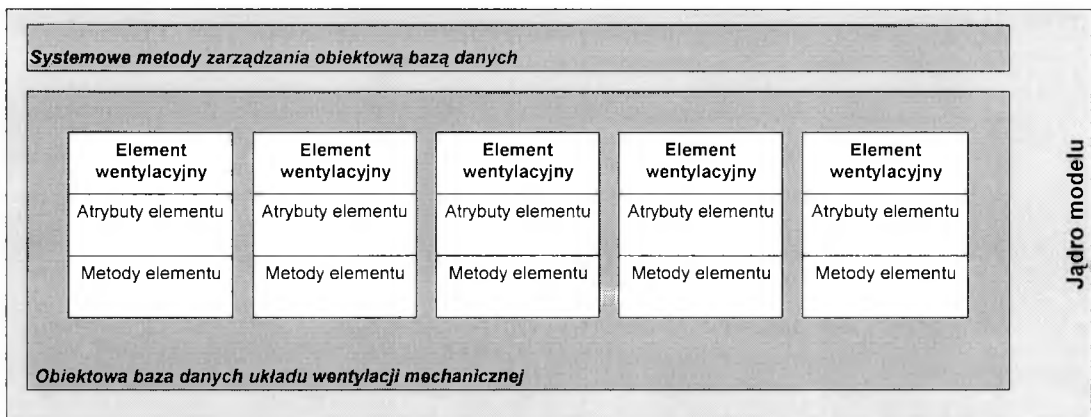 Systemowe metody zarządzania obiektową bazą danych
Element
wentylacyjny
Atrybuty elementu
Metody elementu
Element
wentylacyjny
Atrybuty elementu
Metody elementu
Element
wentylacyjny
Atrybuty elementu
Metody elementu
Element
wentylacyjny
Atrybuty elementu
Metody elementu
Element
wentylacyjny
Atrybuty elementu
Metody elementu
Obiektowa baza danych układu wentylacji mechanicznej
Jądro modelu